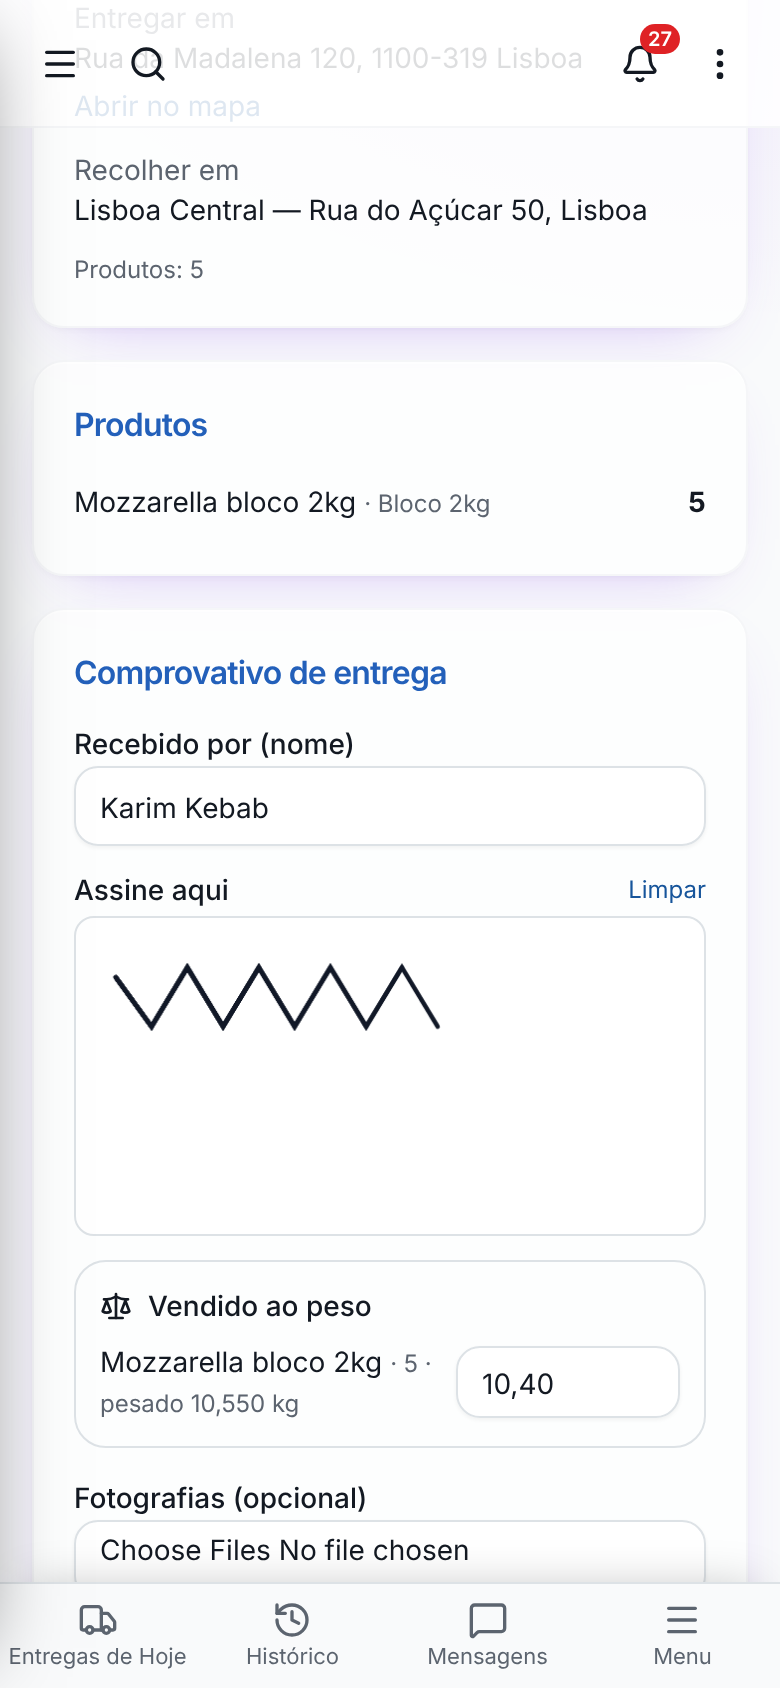 Entregar em
Rua da Madalena 120, 1100-319 Lisboa
27
Abrir no mapa
Recolher em
Lisboa Central — Rua do Açúcar 50, Lisboa
Produtos: 5
Produtos
Mozzarella bloco 2kg · Bloco 2kg 5
Comprovativo de entrega
Recebido por (nome)
Karim Kebab
Assine aqui Limpar
Vendido ao peso
Mozzarella bloco 2kg · 5 ·
pesado 10,550 kg
10,40
Fotografias (opcional)
Choose Files No file chosen
Entregas de Hoje Histórico Mensagens Menu